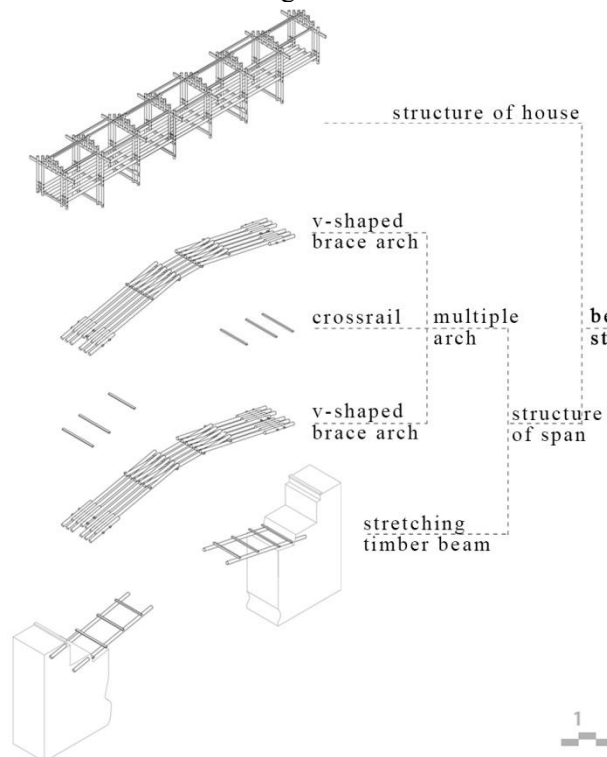 structure of house
v-shaped
brace arch
crossrail
multiple
arch
v-shaped
brace arch
structure
of span
stretching
timber beam
1